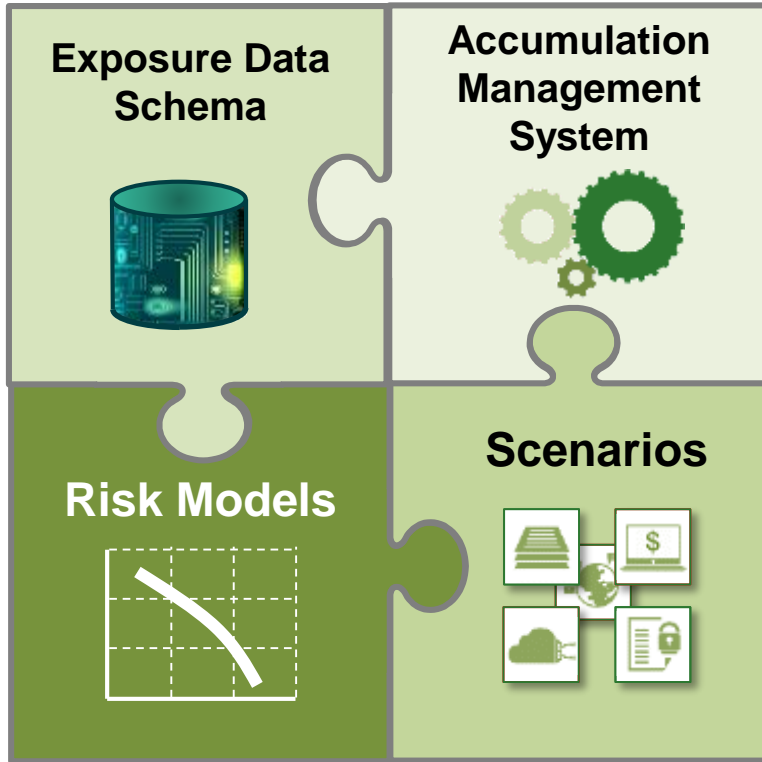 Exposure Data
Schema
Accumulation
Management
System
Risk Models
Scenarios
$